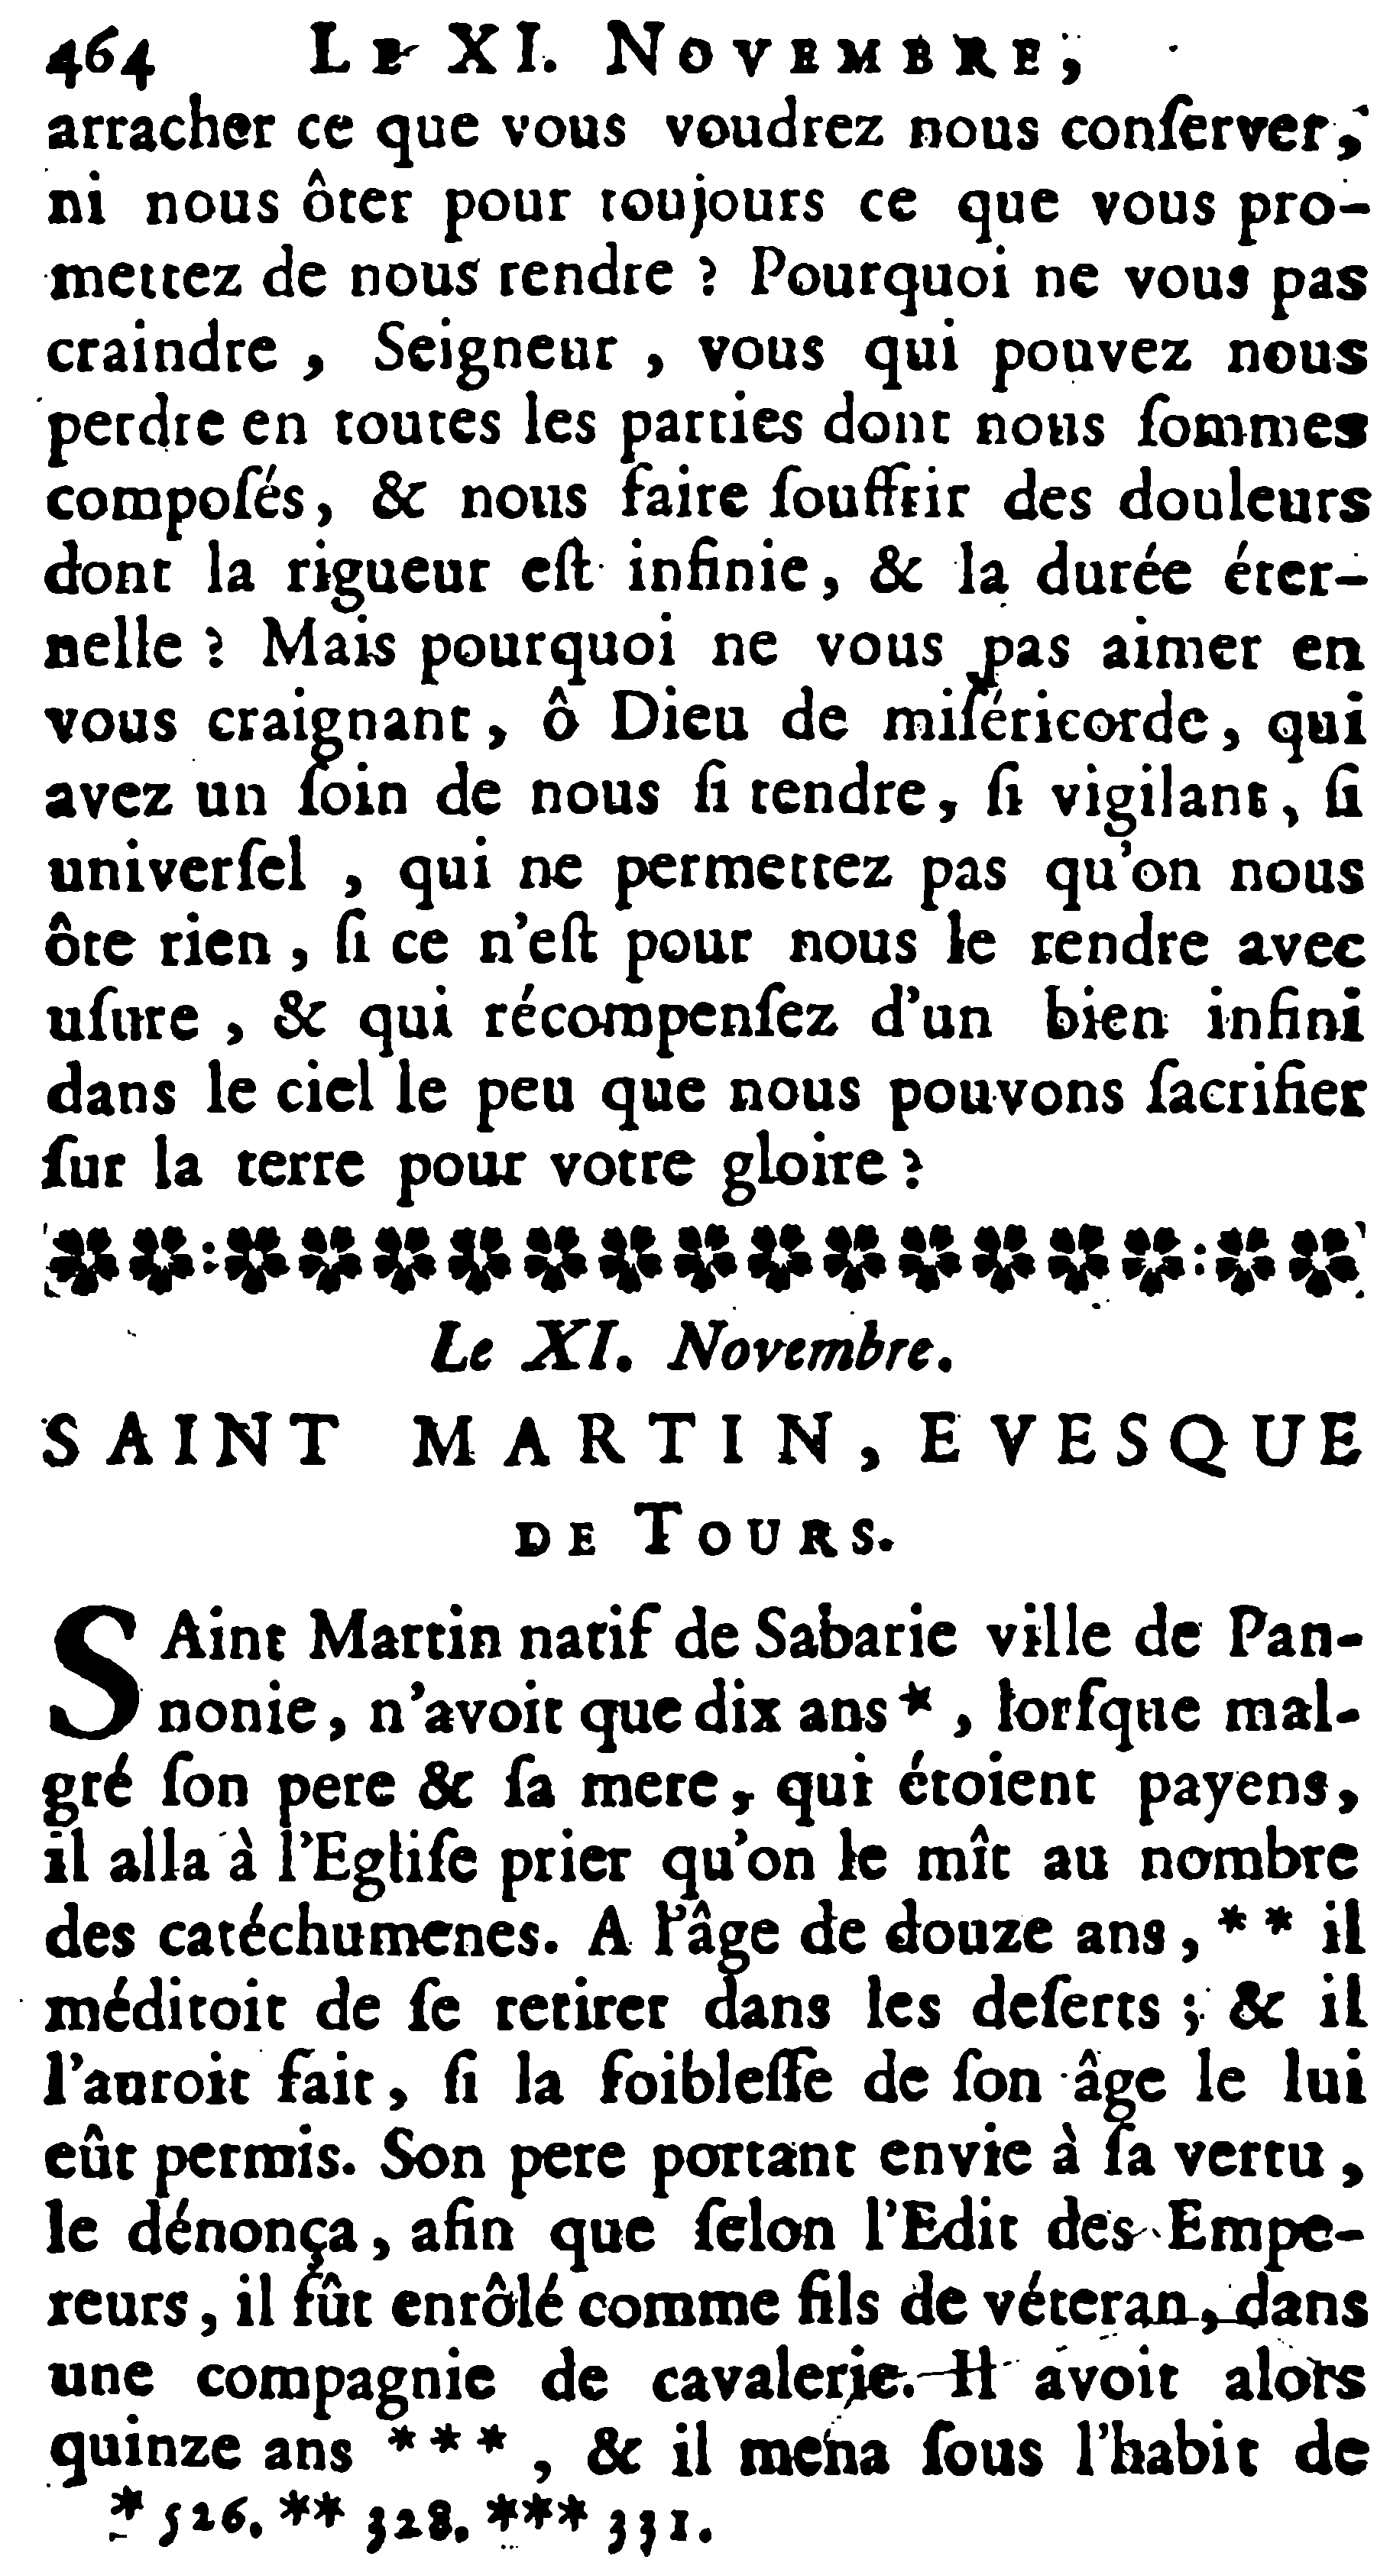 464 LE XI. NOVEMBRE,
arracher ce que vous voudrez nous conſerver,
ni nous ôter pour toujours ce que vous pro-
mettez de nous rendre ? Pourquoi ne vous pas
craindre , Seigneur , vous qui pouvez nous
perdre en toutes les parties dont nous ſommes
compoſés, & nous faire ſouffrir des douleurs
dont la rigueur eſt infinie, & la durée éter-
nelle ? Mais pourquoi ne vous pas aimer en
vous craignant, ô Dieu de miſéricorde, qui
avez un ſoin de nous ſi tendre, ſi vigilant, ſi
univerſel , qui ne permettez pas qu'on nous
ôte rien , ſi ce n'eſt pour nous le rendre avec
uſure , & qui récompenſez d'un bien infini
dans le ciel le peu que nous pouvons ſacrifier
ſur la terre pour votre gloire ?
Le XI. Novembre.
SAINT MARTIN, EVESQUE
DE TOURS.
SAint Martin natif de Sabarie ville de Pan-
nonie, n'avoit que dix ans * , lorſque mal-
gré ſon pere & ſa mere, qui étoient payens,
il alla à l'Egliſe prier qu'on le mît au nombre
des catéchumenes. A l'âge de douze ans, ** il
méditoit de ſe retirer dans les deſerts ; & il
l'auroit fait, ſi la foibleſſe de ſon âge le lui
eût permis. Son pere portant envie à ſa vertu ,
le dénonça, afin que ſelon l'Edit des Empe-
reurs, il fût enrôlé comme fils de véteran, dans
une compagnie de cavalerie. Il avoit alors
quinze ans *** , & il mena ſous l'habit de
* 526. ** 328. *** 331.